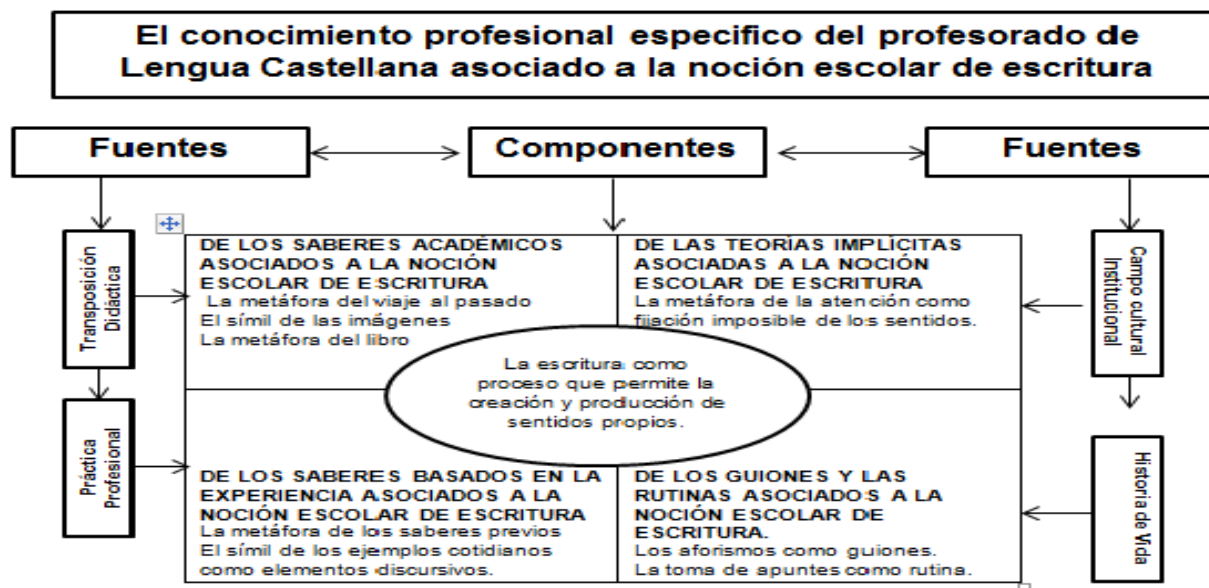 El conocimiento profesional especifico del profesorado de
Lengua Castellana asociado a la noción escolar de escritura
Fuentes
Componentes
Fuentes
Transposición
Didáctica
DE LOS SABERES ACADÉMICOS
ASOCIADOS A LA NOCIÓN
ESCOLAR DE ESCRITURA
La metáfora del viaje al pasado
El símil de las imágenes
La metáfora del libro
DE LAS TEORÍAS IMPLÍCITAS
ASOCIADAS A LA NOCIÓN
ESCOLAR DE ESCRITURA
La metáfora de la atención como
fijación imposible de los sentidos.
Campo cultural
Institucional
La escritura como
proceso que permite la
creación y producción de
sentidos propios.
Práctica
Profesional
DE LOS SABERES BASADOS EN LA
EXPERIENCIA ASOCIADOS A LA
NOCIÓN ESCOLAR DE ESCRITURA
La metáfora de los saberes previos
El símil de los ejemplos cotidianos
como elementos discursivos.
DE LOS GUIONES Y LAS
RUTINAS ASOCIADOS A LA
NOCIÓN ESCOLAR DE
ESCRITURA.
Los aforismos como guiones.
La toma de apuntes como rutina.
Historia de Vida